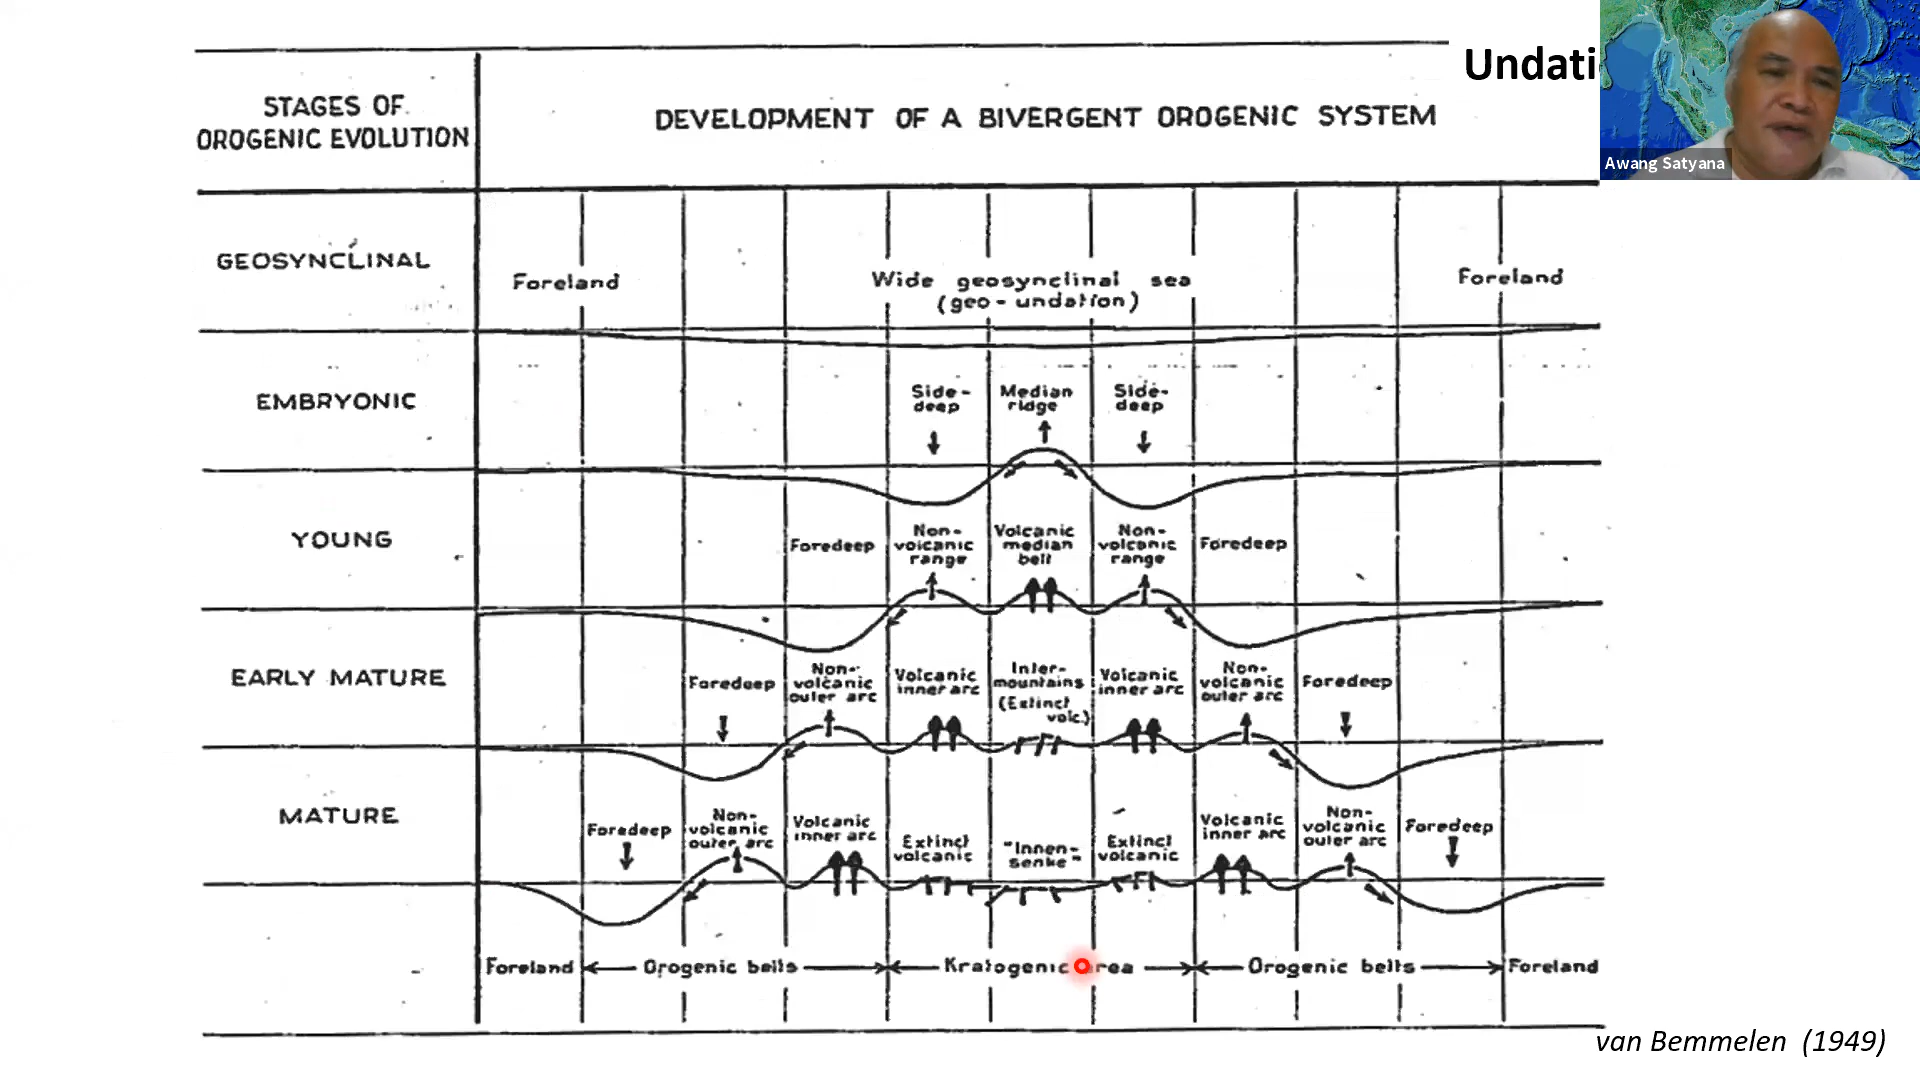 Undati
Awang Satyana
STAGES OF
OROGENIC EVOLUTION
DEVELOPMENT OF A BIVERGENT OROGENIC SYSTEM
GEOSYNCLINAL
Foreland
Wide geosynclinal sea
(geo-undation)
Foreland
EMBRYONIC
Side-
deep
Median
ridge
Side-
deep
YOUNG
Foredeep
Non-
volcanic
range
Volcanic
median
belt
Non-
volcanic
range
Foredeep
EARLY MATURE
Foredeep
Non-
volcanic
outer arc
Volcanic
inner arc
Inter-
mountains
(Extinct
volc.)
Volcanic
inner arc
Non-
volcanic
outer arc
Foredeep
MATURE
Foredeep
Non-
volcanic
outer arc
Volcanic
inner arc
Extinct
volcanic
"Innen-
senke"
Extinct
volcanic
Volcanic
inner arc
Non-
volcanic
outer arc
Foredeep
Foreland
Orogenic belts
Kratogenic area
Orogenic belts
Foreland
van Bemmelen (1949)